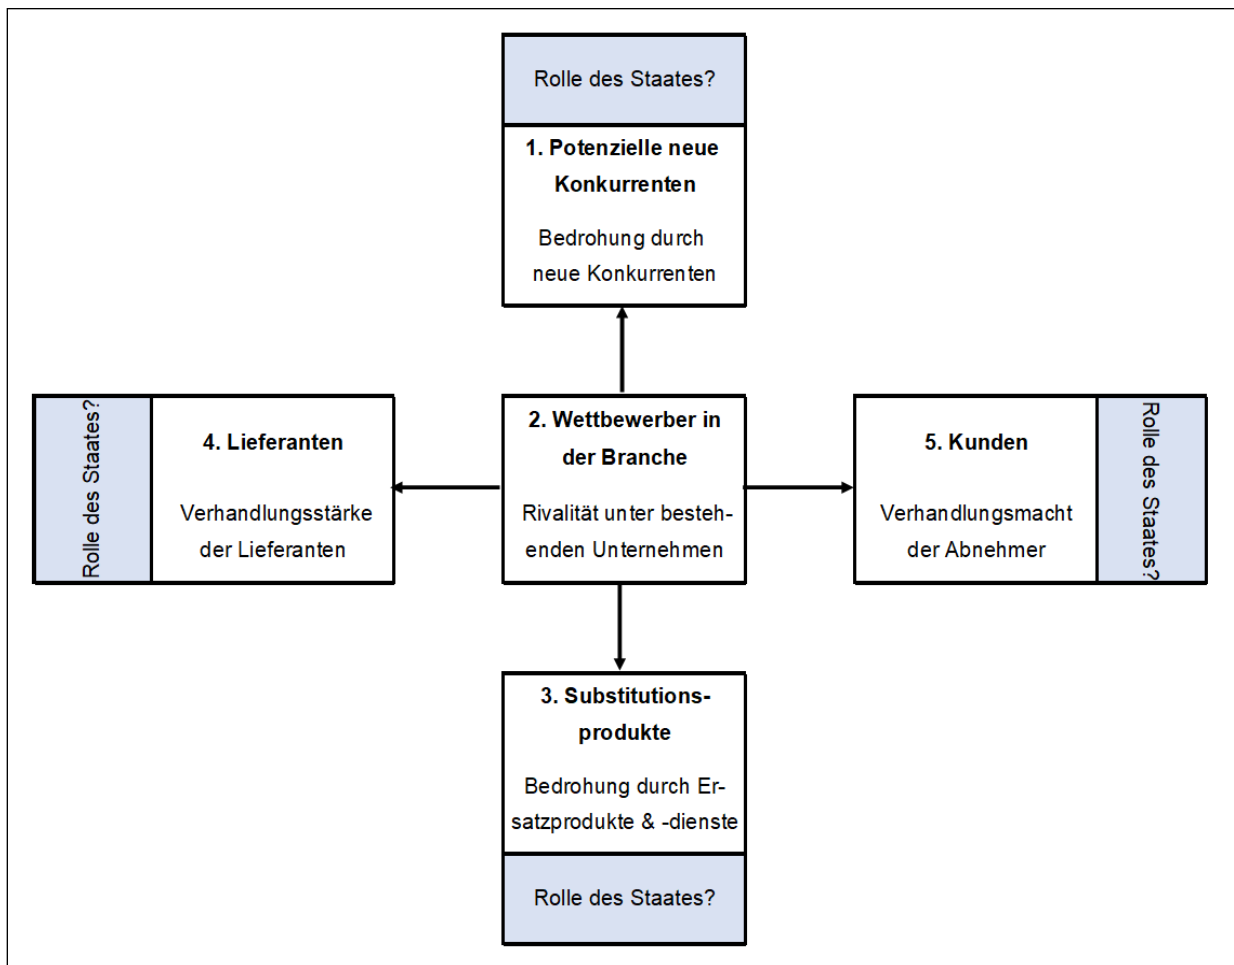 Rolle des Staates?
1. Potenzielle neue
Konkurrenten
Bedrohung durch
neue Konkurrenten
Rolle des Staates?
4. Lieferanten
Verhandlungsstärke
der Lieferanten
2. Wettbewerber in
der Branche
Rivalität unter besteh-
enden Unternehmen
5. Kunden
Verhandlungsmacht
der Abnehmer
Rolle des Staates?
3. Substitutions-
produkte
Bedrohung durch Er-
satzprodukte & -dienste
Rolle des Staates?